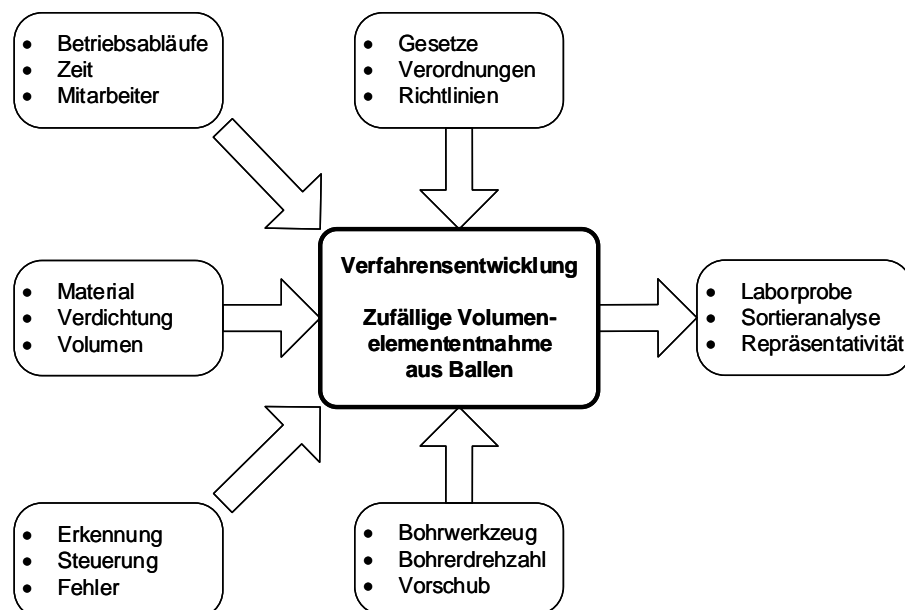 • Betriebsabläufe
• Zeit
• Mitarbeiter
• Gesetze
• Verordnungen
• Richtlinien
• Material
• Verdichtung
• Volumen
Verfahrensentwicklung
Zufällige Volumen-
elemententnahme
aus Ballen
• Laborprobe
• Sortieranalyse
• Repräsentativität
• Erkennung
• Steuerung
• Fehler
• Bohrwerkzeug
• Bohrerdrehzahl
• Vorschub